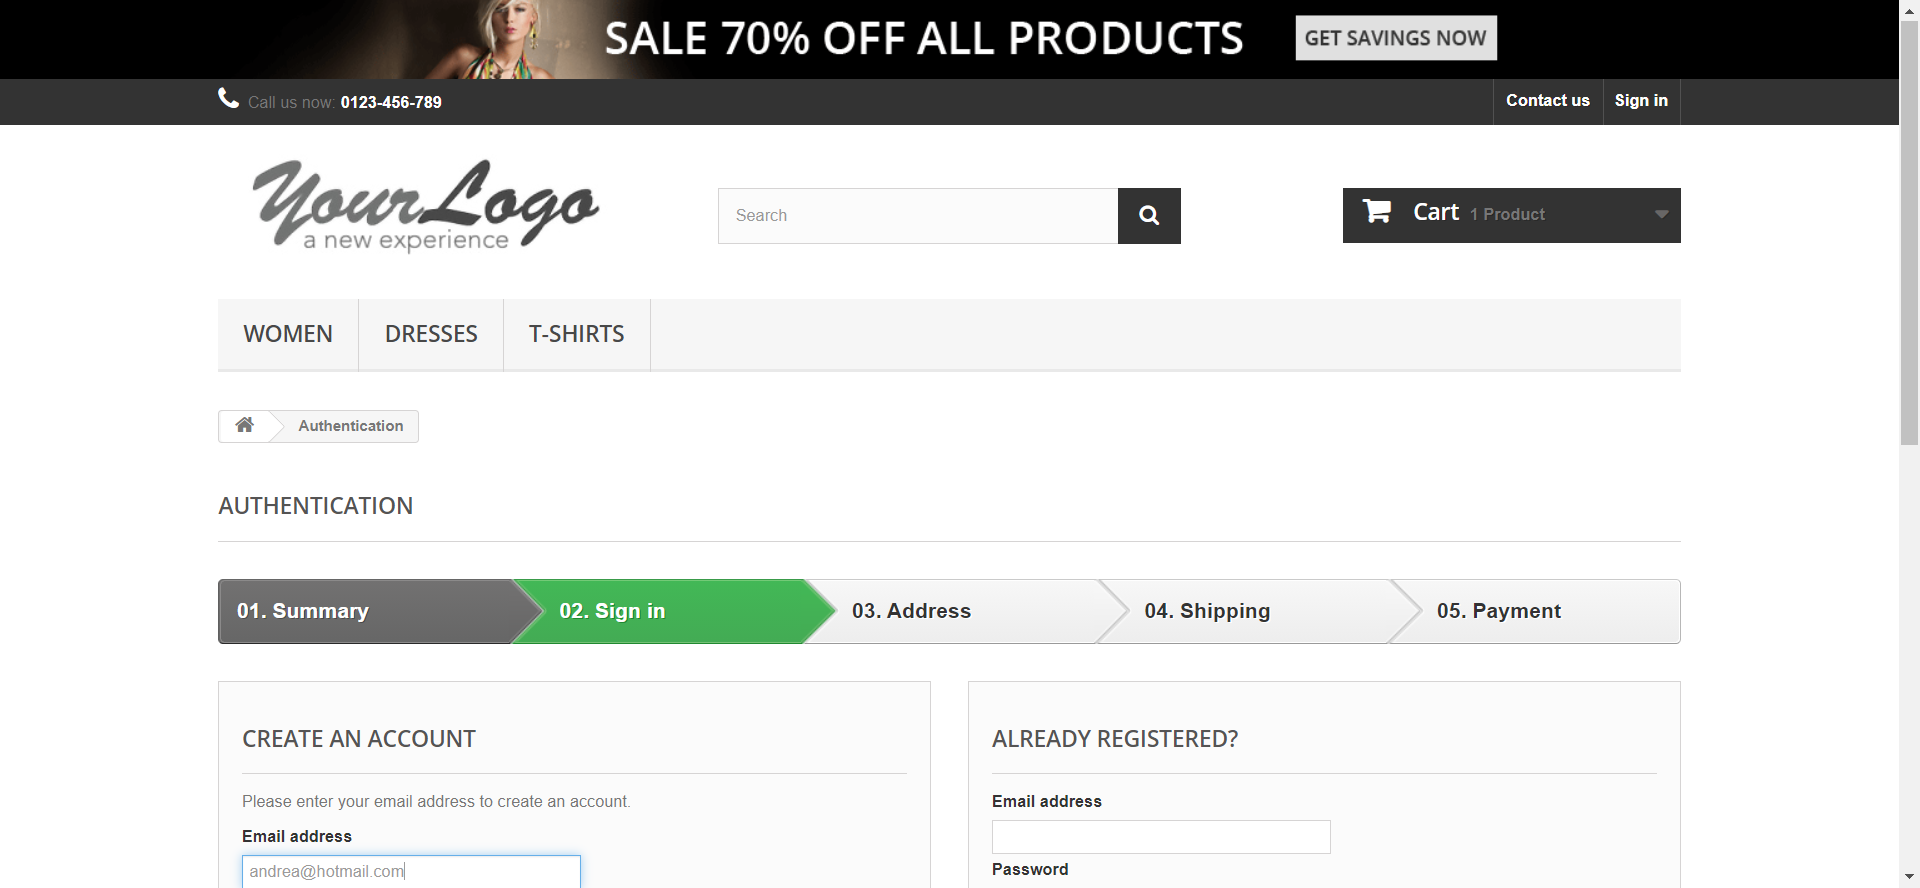 SALE 70% OFF ALL PRODUCTS GET SAVINGS NOW
Call us now: 0123-456-789 Contact us Sign in
Your Logo
a new experience
Search
Cart 1 Product
WOMEN DRESSES T-SHIRTS
Authentication
AUTHENTICATION
01. Summary 02. Sign in 03. Address 04. Shipping 05. Payment
CREATE AN ACCOUNT
Please enter your email address to create an account.
Email address
andrea@hotmail.com
ALREADY REGISTERED?
Email address
Password